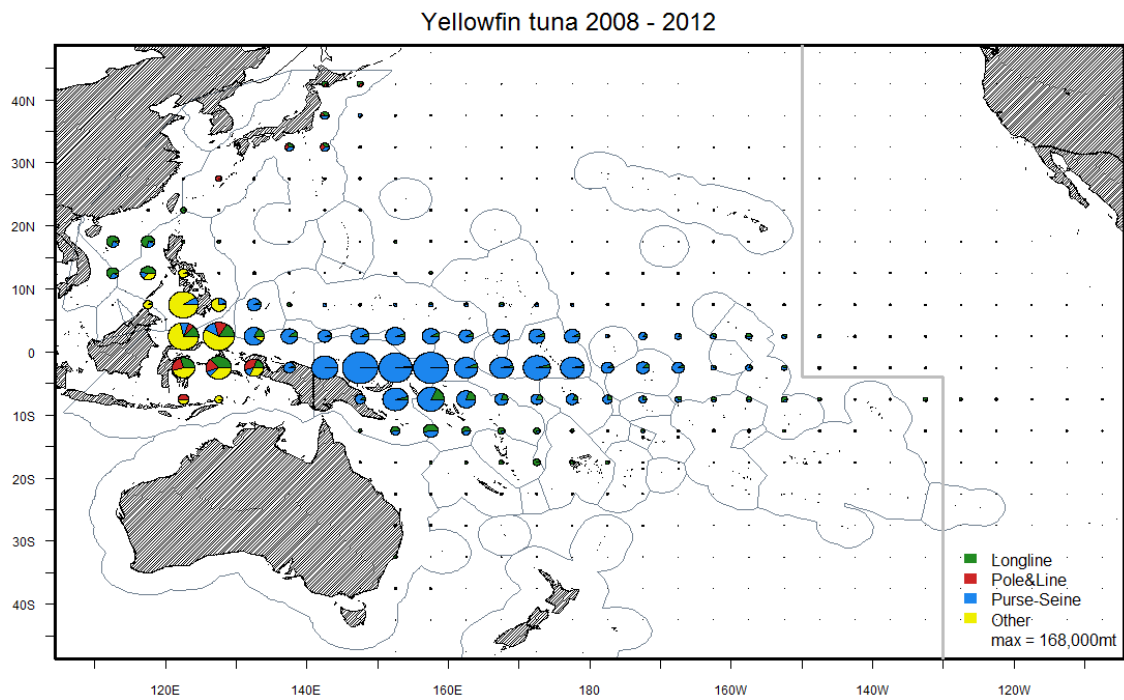 Yellowfin tuna 2008 - 2012
40N
30N
20N
10N
0
10S
20S
30S
40S
Longline
Pole&Line
Purse-Seine
Other
max = 168,000mt
120E
140E
160E
180
160W
140W
120W